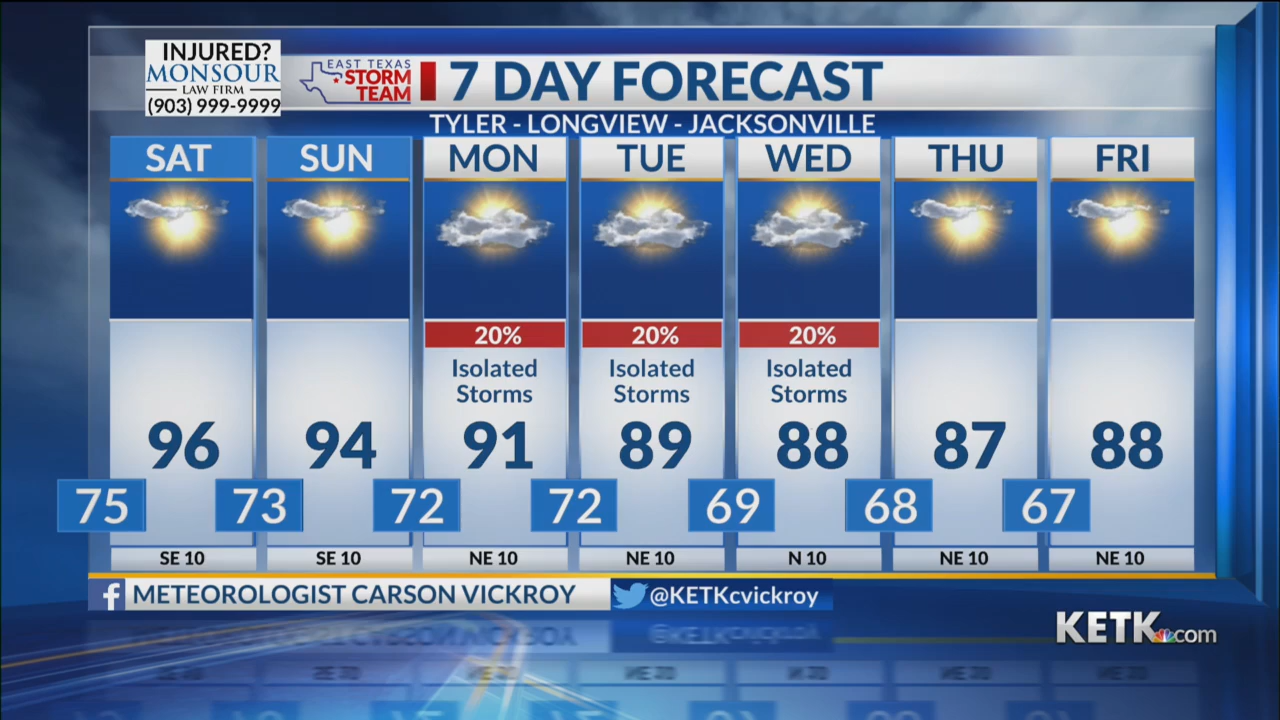 INJURED?
MONSOUR
LAW FIRM
(903) 999-9999
EAST TEXAS
STORM
TEAM
7 DAY FORECAST
TYLER - LONGVIEW - JACKSONVILLE
SAT SUN MON TUE WED THU FRI
20% 20% 20%
Isolated Isolated Isolated
Storms Storms Storms
96 94 91 89 88 87 88
75 73 72 72 69 68 67
SE 10 SE 10 NE 10 NE 10 N 10 NE 10 NE 10
f METEOROLOGIST CARSON VICKROY @KETKcvickroy
KETK.com